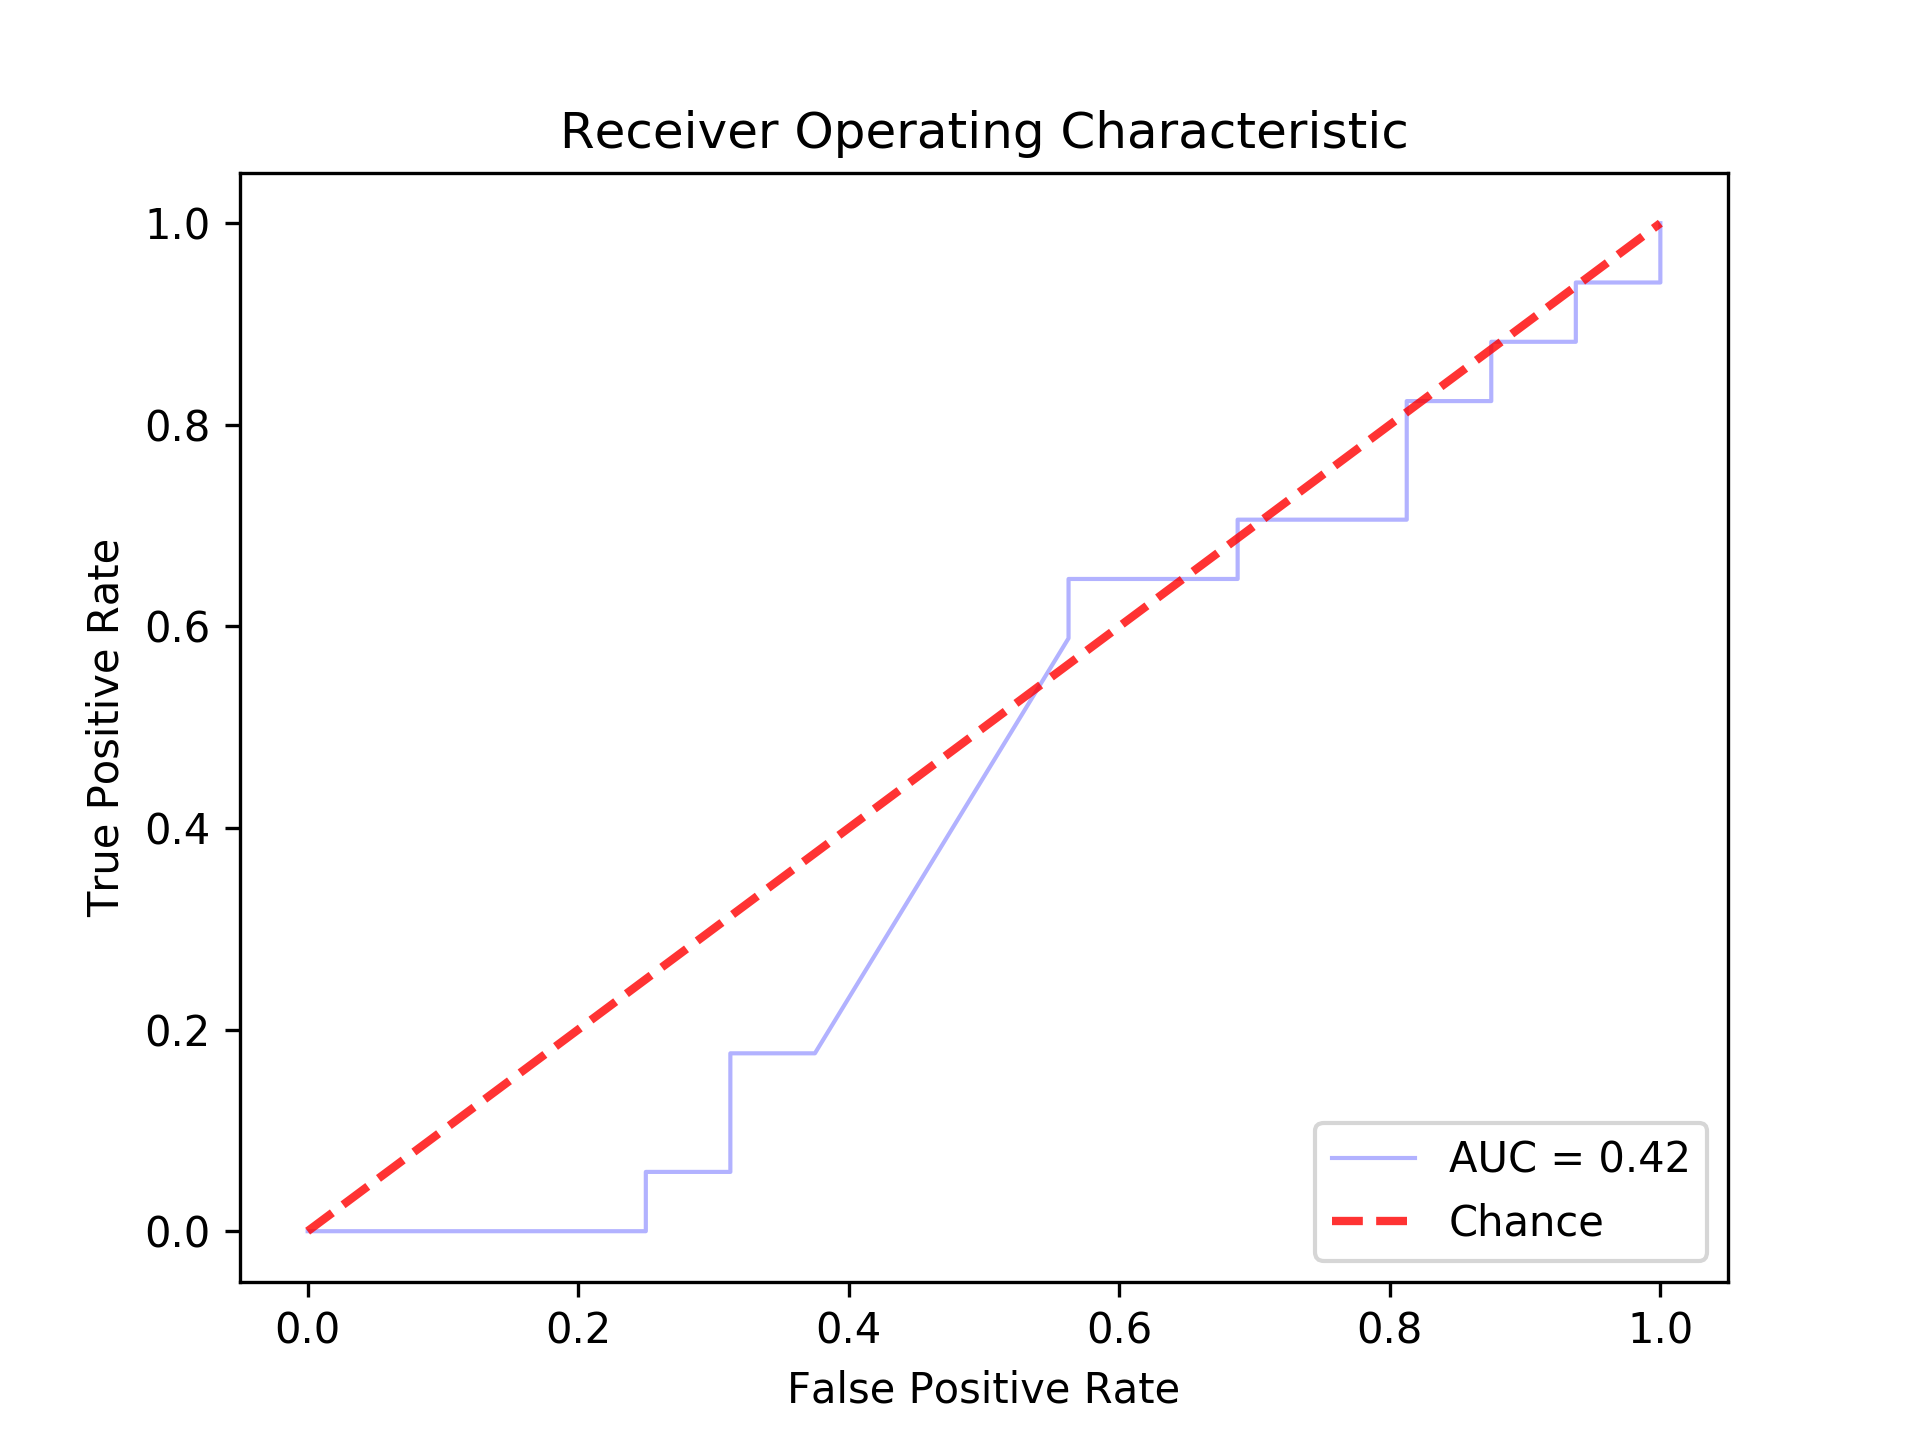 Receiver Operating Characteristic
1.0
0.8
0.6
0.4
0.2
0.0
True Positive Rate
0.0 0.2 0.4 0.6 0.8 1.0
False Positive Rate
AUC = 0.42
Chance